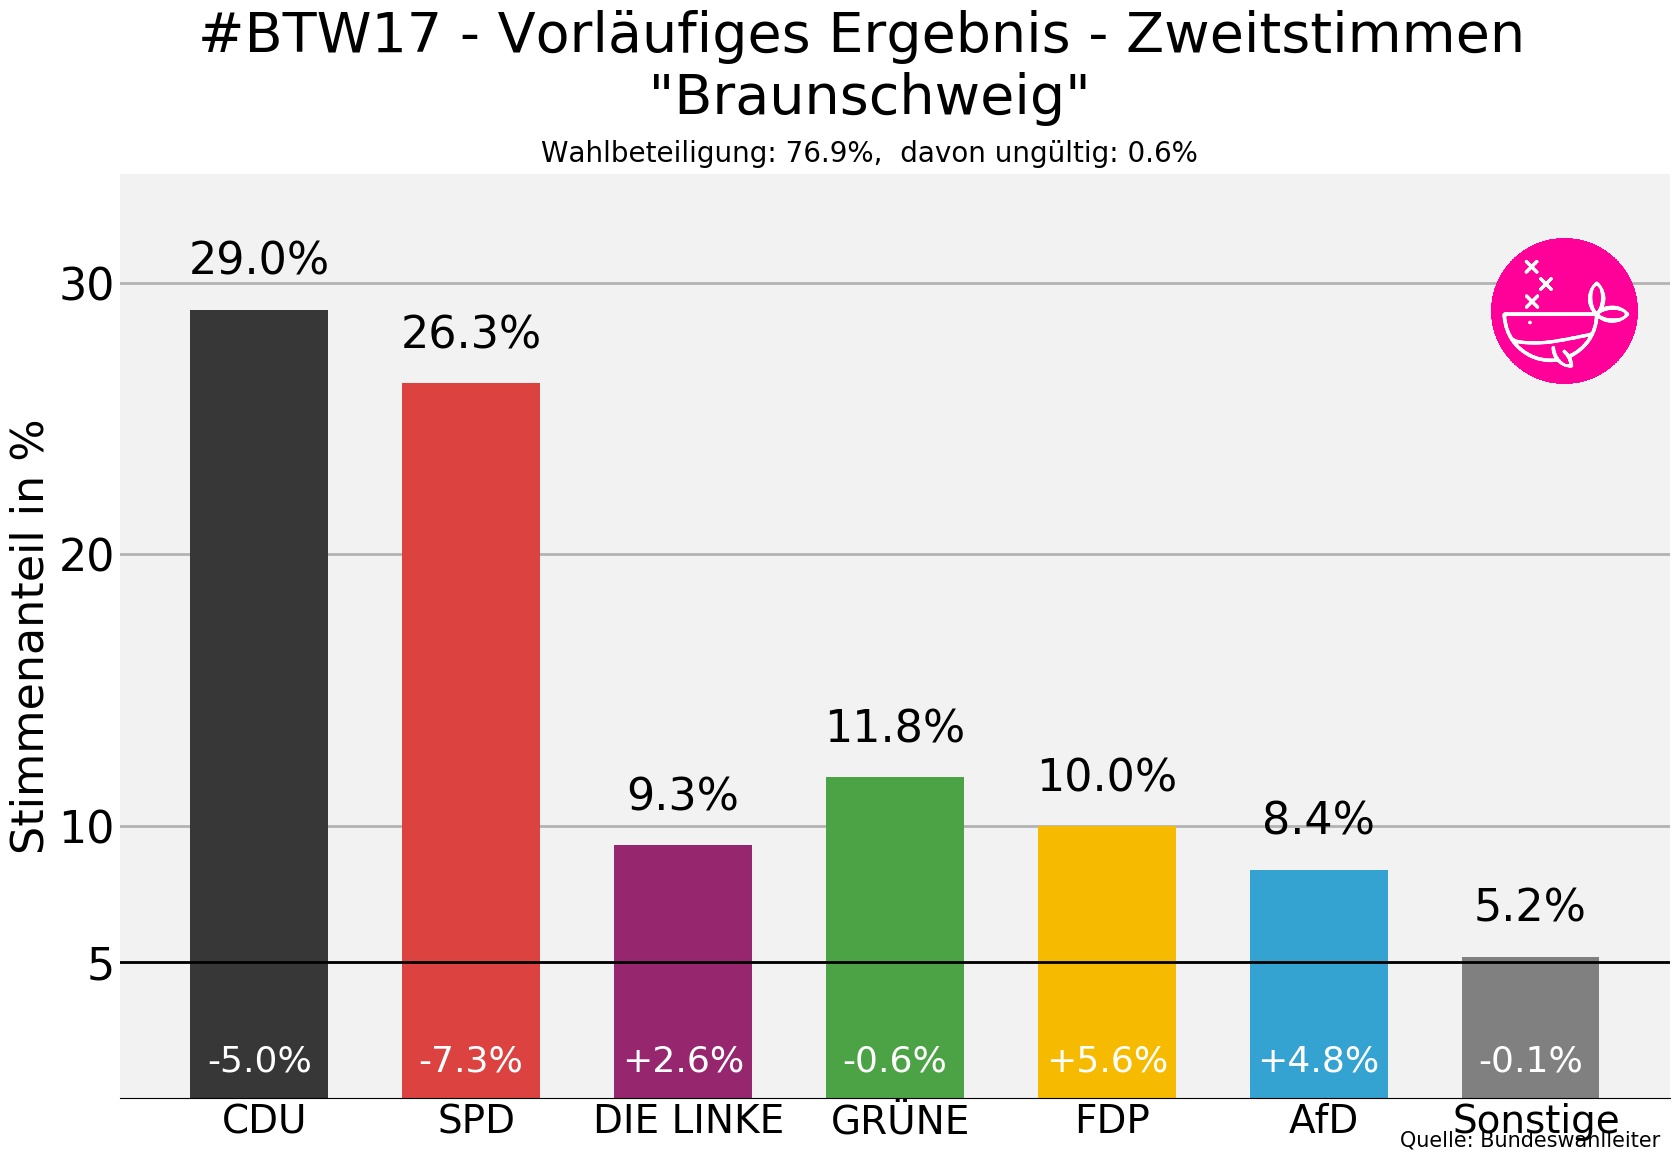 #BTW17 - Vorläufiges Ergebnis - Zweitstimmen
"Braunschweig"
Wahlbeteiligung: 76.9%, davon ungültig: 0.6%
Stimmenanteil in %
30
20
10
5
29.0%
26.3%
9.3%
11.8%
10.0%
8.4%
5.2%
-5.0%
-7.3%
+2.6%
-0.6%
+5.6%
+4.8%
-0.1%
CDU
SPD
DIE LINKE
GRÜNE
FDP
AfD
Sonstige
Quelle: Bundeswahlleiter